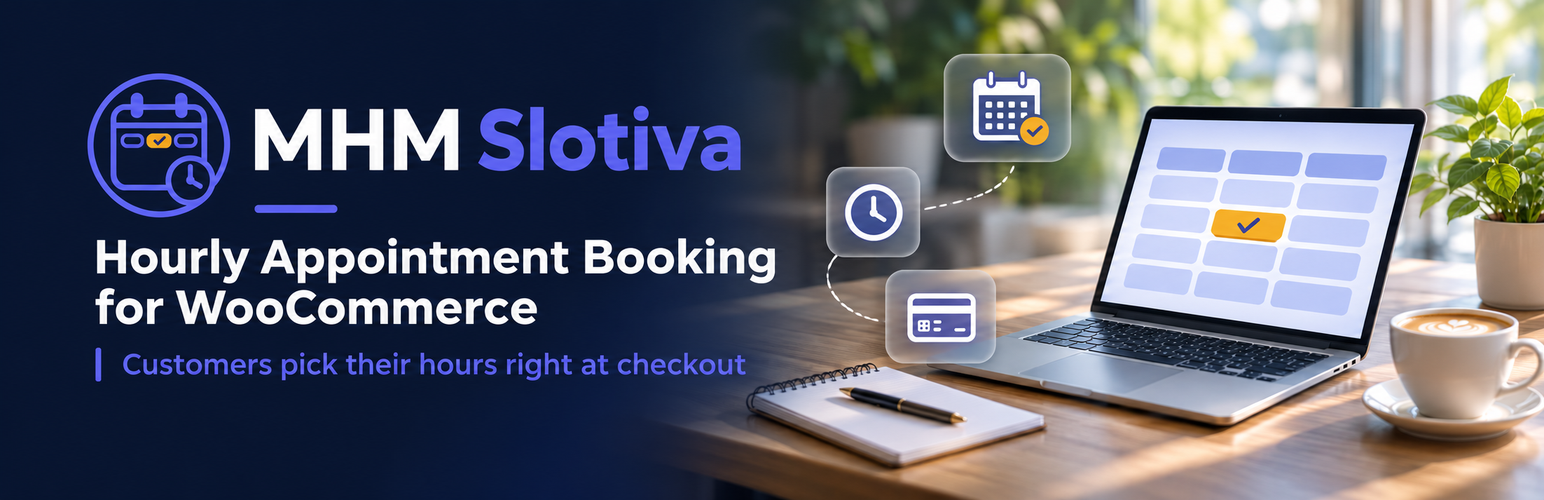 MHM Slotiva
Hourly Appointment Booking
for WooCommerce
Customers pick their hours right at checkout